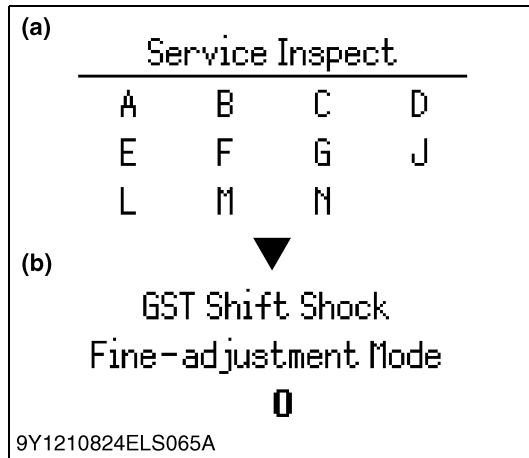 (a)
Service Inspect
A B C D
E F G J
L M N
(b)
GST Shift Shock
Fine-adjustment Mode
0
9Y1210824ELS065A